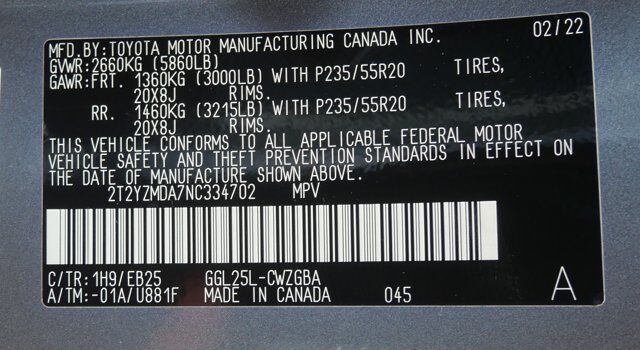 MFD.BY:TOYOTA MOTOR MANUFACTURING CANADA INC. 02/22
GVWR:2660KG (5860LB)
GAWR:FRT. 1360KG (3000LB) WITH P235/55R20 TIRES,
20X8J RIMS.
RR. 1460KG (3215LB) WITH P235/55R20 TIRES,
20X8J RIMS.
THIS VEHICLE CONFORMS TO ALL APPLICABLE FEDERAL MOTOR
VEHICLE SAFETY AND THEFT PREVENTION STANDARDS IN EFFECT ON
THE DATE OF MANUFACTURE SHOWN ABOVE.
2T2YZMDA7NC334702 MPV
C/TR:1H9/EB25 GGL25L-CWZGBA
A/TM:-01A/U881F MADE IN CANADA 045 A